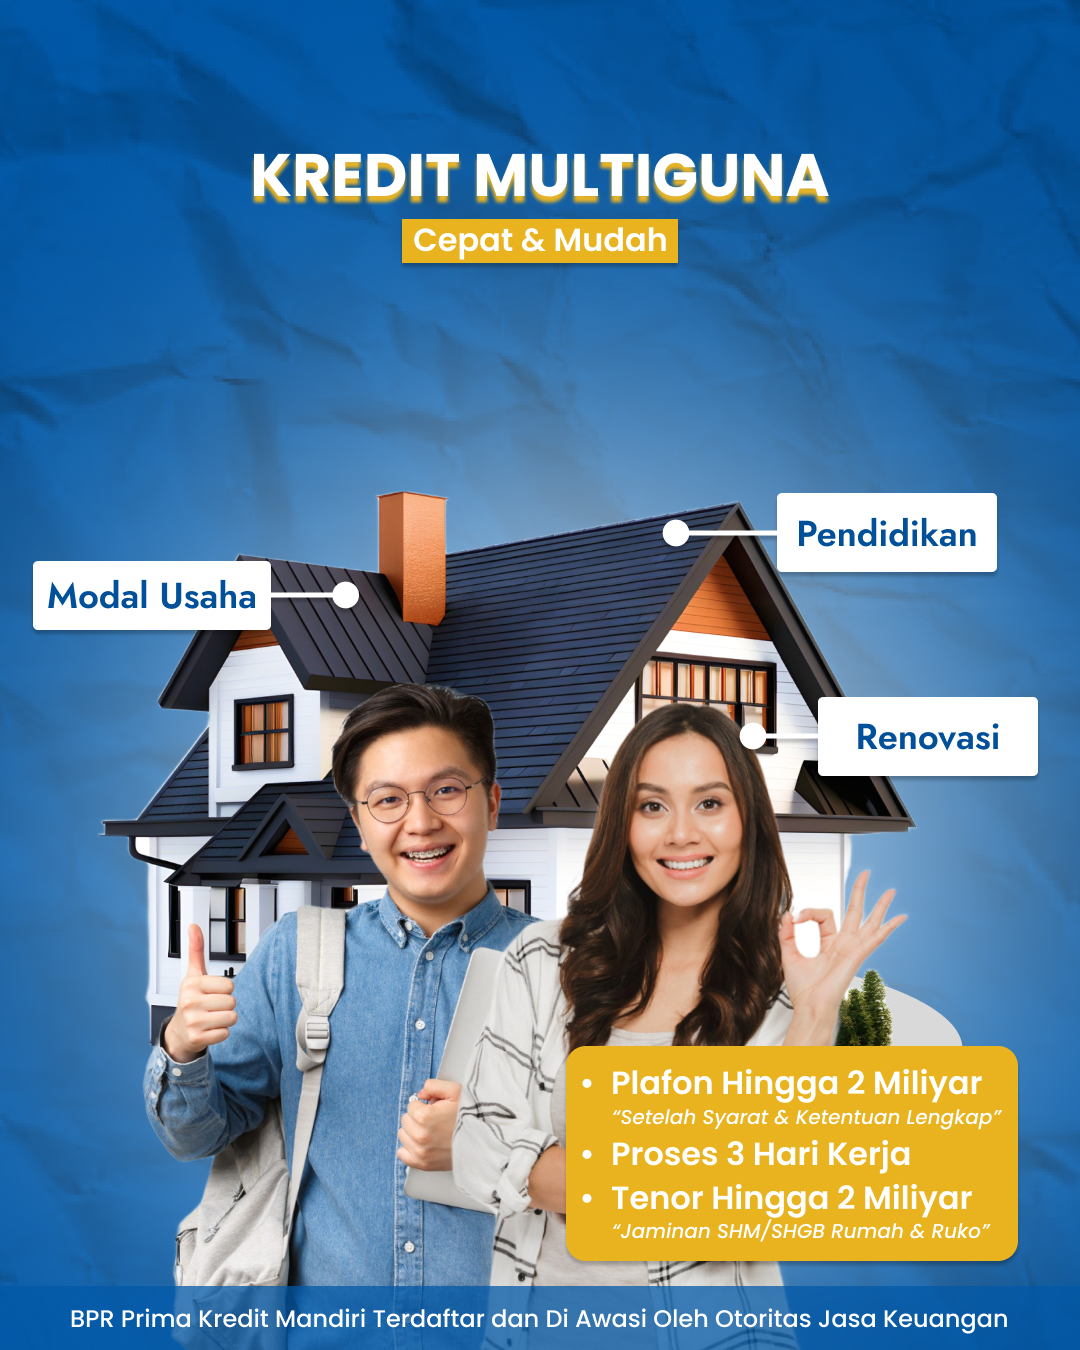 KREDIT MULTIGUNA
Cepat & Mudah
Pendidikan
Modal Usaha
Renovasi
• Plafon Hingga 2 Miliyar
“Setelah Syarat & Ketentuan Lengkap”
• Proses 3 Hari Kerja
• Tenor Hingga 2 Miliyar
“Jaminan SHM/SHGB Rumah & Ruko”
BPR Prima Kredit Mandiri Terdaftar dan Di Awasi Oleh Otoritas Jasa Keuangan